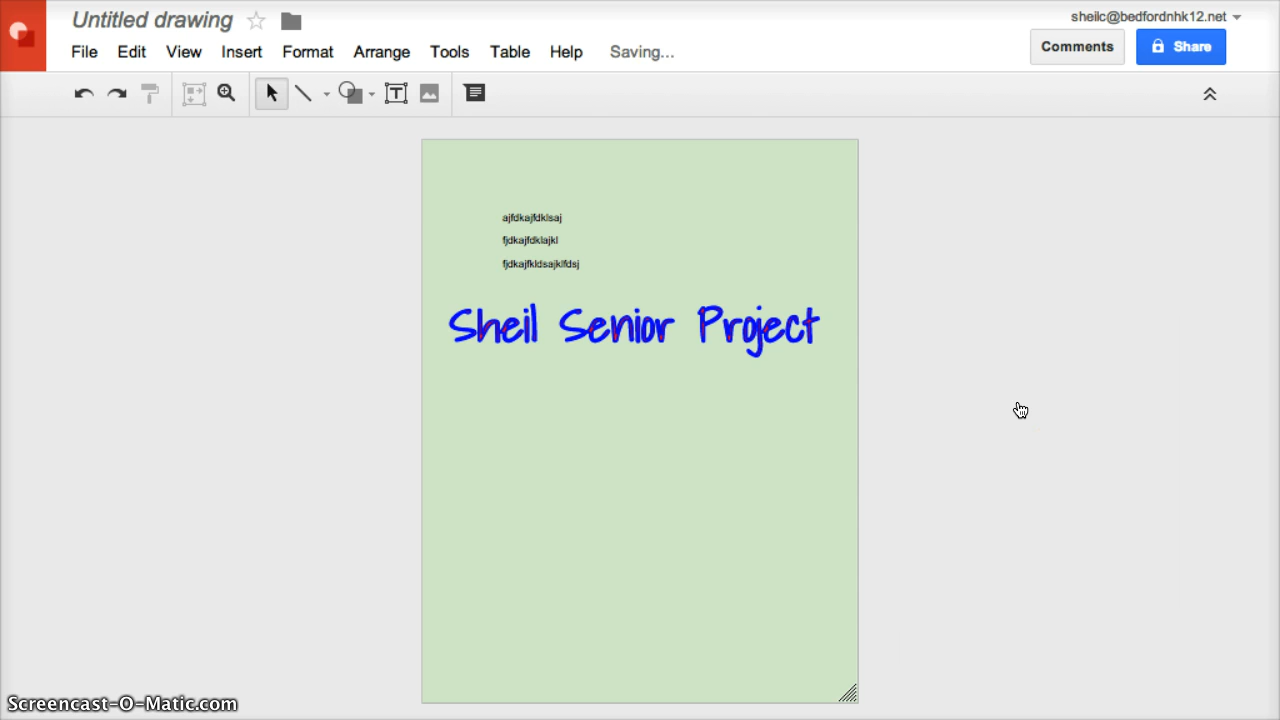 Untitled drawing
sheilc@bedfordnhk12.net
File Edit View Insert Format Arrange Tools Table Help Saving...
Comments
Share
ajfdkajfdklsaj
fjdkajfdklajkl
fjdkajfkldsajklfdsj
Sheil Senior Project
Screencast-O-Matic.com